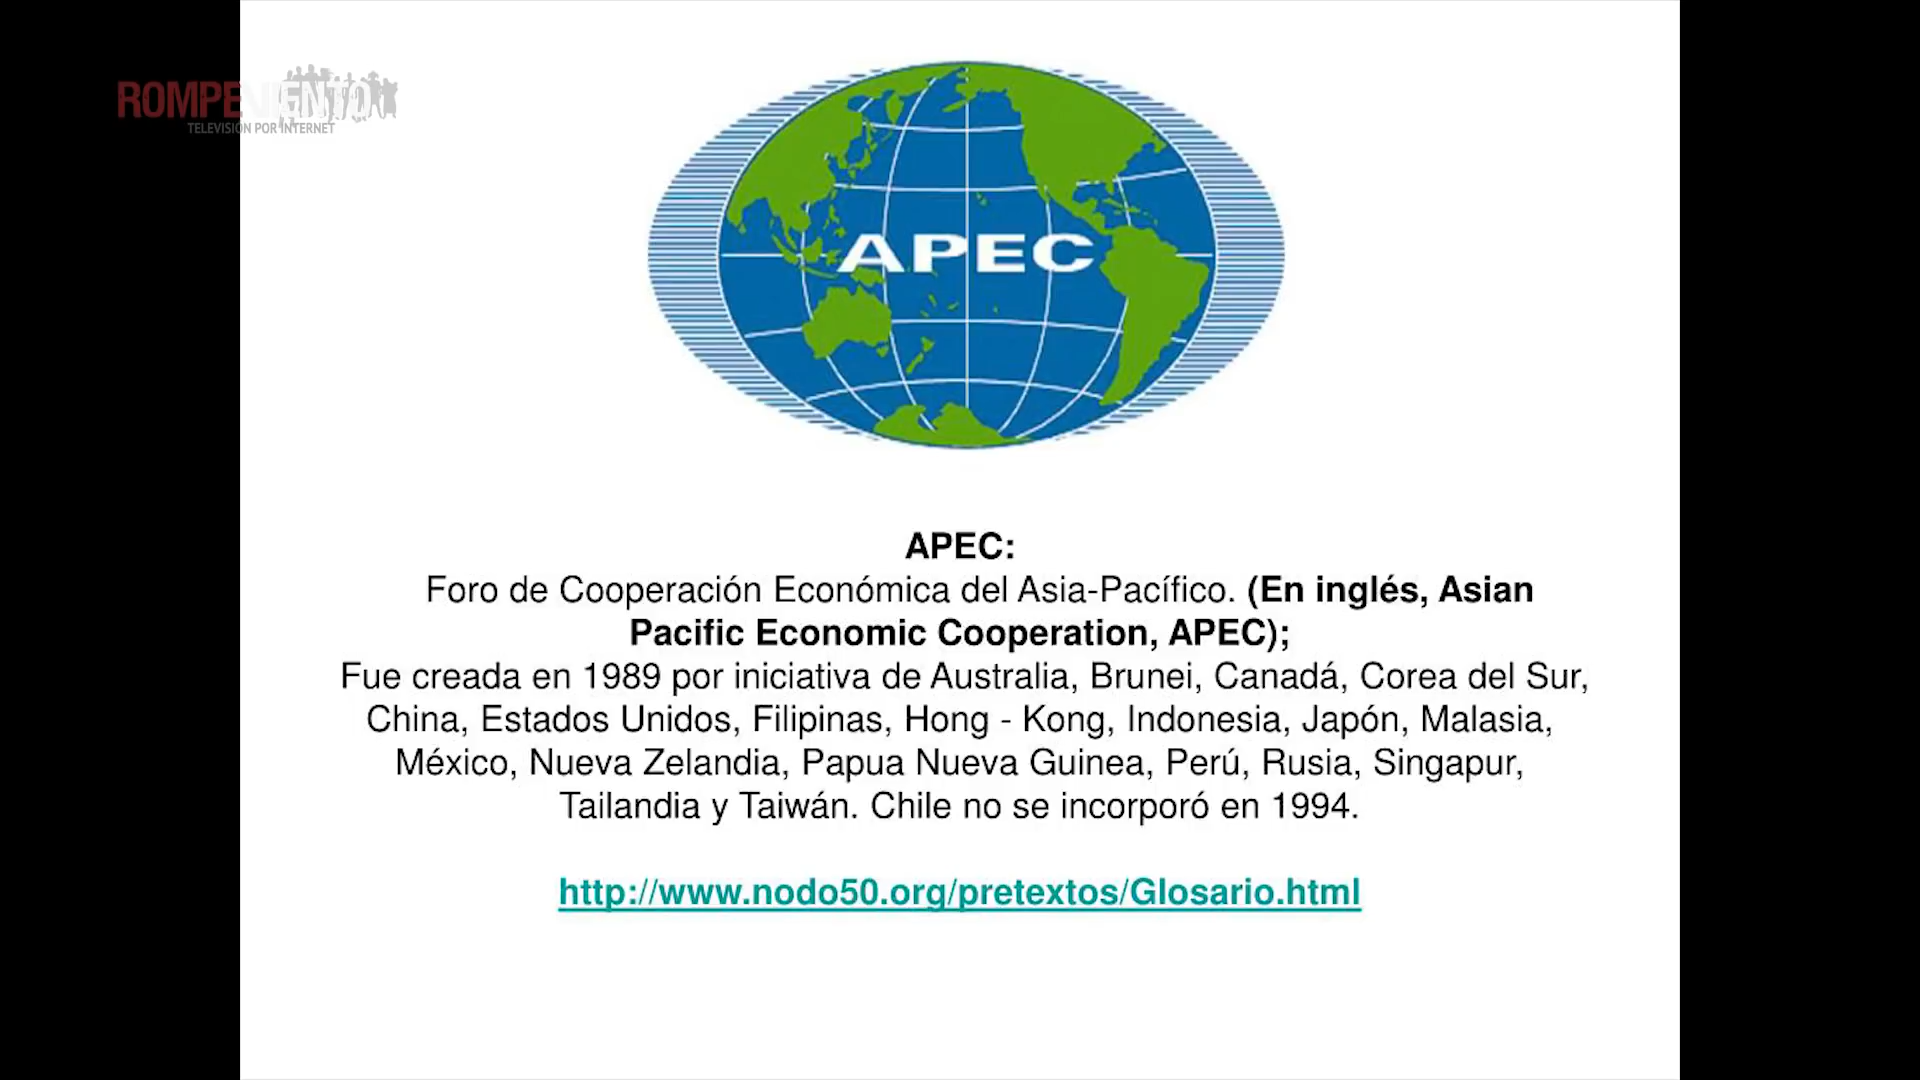 ROMPEVIENTO
TELEVISIÓN POR INTERNET
APEC
APEC:
Foro de Cooperación Económica del Asia-Pacífico. (En inglés, Asian
Pacific Economic Cooperation, APEC);
Fue creada en 1989 por iniciativa de Australia, Brunei, Canadá, Corea del Sur,
China, Estados Unidos, Filipinas, Hong - Kong, Indonesia, Japón, Malasia,
México, Nueva Zelandia, Papua Nueva Guinea, Perú, Rusia, Singapur,
Tailandia y Taiwán. Chile no se incorporó en 1994.
http://www.nodo50.org/pretextos/Glosario.html